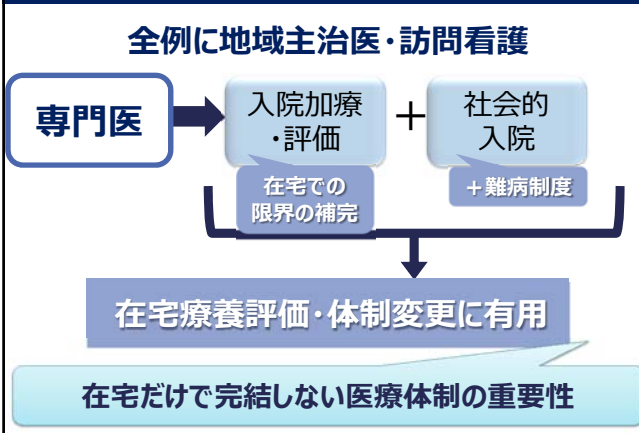 全例に地域主治医・訪問看護
専門医
入院加療
・評価
＋
社会的
入院
在宅での
限界の補完
＋難病制度
在宅療養評価・体制変更に有用
在宅だけで完結しない医療体制の重要性